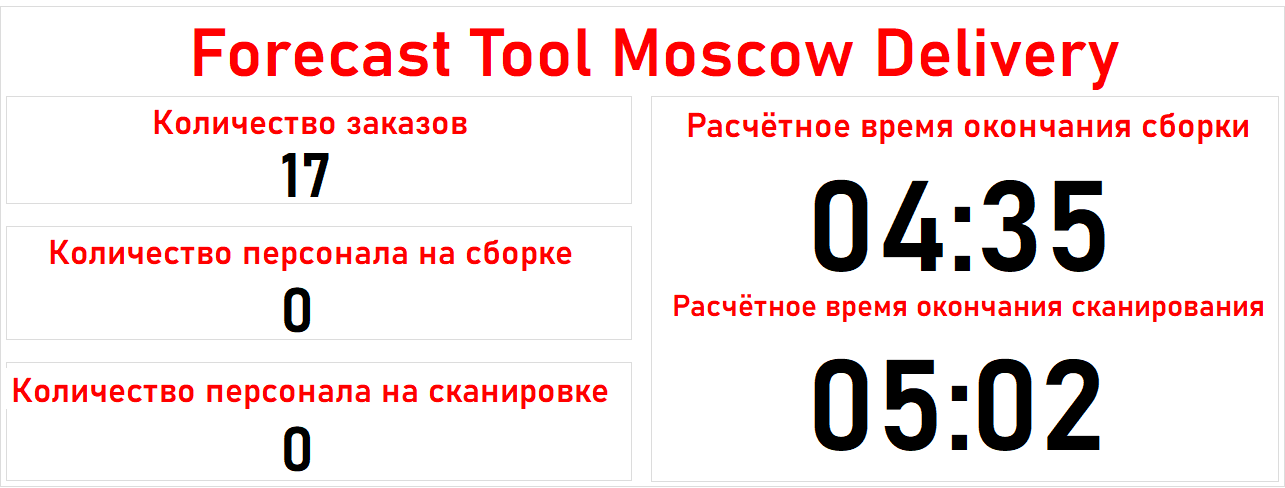 Forecast Tool Moscow Delivery
Количество заказов
17
Количество персонала на сборке
0
Количество персонала на сканировке
0
Расчётное время окончания сборки
04:35
Расчётное время окончания сканирования
05:02